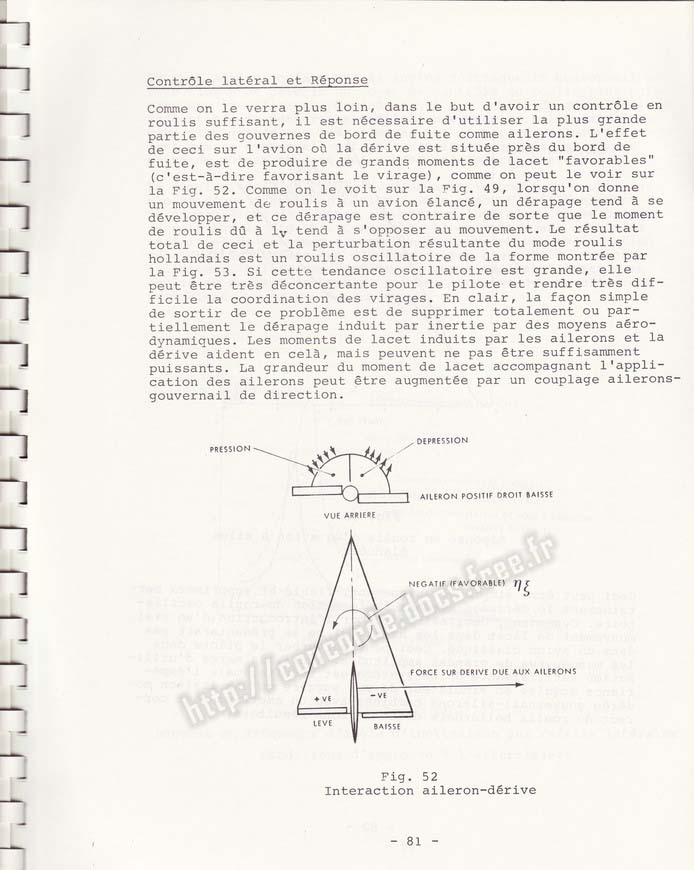 Contrôle latéral et Réponse
Comme on le verra plus loin, dans le but d'avoir un contrôle en
roulis suffisant, il est nécessaire d'utiliser la plus grande
partie des gouvernes de bord de fuite comme ailerons. L'effet
de ceci sur l'avion où la dérive est située près du bord de
fuite, est de produire de grands moments de lacet "favorables"
(c'est-à-dire favorisant le virage), comme on peut le voir sur
la Fig. 52. Comme on le voit sur la Fig. 49, lorsqu'on donne
un mouvement de roulis à un avion élancé, un dérapage tend à se
développer, et ce dérapage est contraire de sorte que le moment
de roulis dû à lv tend à s'opposer au mouvement. Le résultat
total de ceci et la perturbation résultante du mode roulis
hollandais est un roulis oscillatoire de la forme montrée par
la Fig. 53. Si cette tendance oscillatoire est grande, elle
peut être très déconcertante pour le pilote et rendre très dif-
ficile la coordination des virages. En clair, la façon simple
de sortir de ce problème est de supprimer totalement ou par-
tiellement le dérapage induit par inertie par des moyens aéro-
dynamiques. Les moments de lacet induits par les ailerons et la
dérive aident en celà, mais peuvent ne pas être suffisamment
puissants. La grandeur du moment de lacet accompagnant l'appli-
cation des ailerons peut être augmentée par un couplage ailerons-
gouvernail de direction.
PRESSION
DEPRESSION
AILERON POSITIF DROIT BAISSE
VUE ARRIERE
NEGATIF (FAVORABLE) ηξ
FORCE SUR DERIVE DUE AUX AILERONS
+ VE
- VE
LEVE
BAISSE
http://concorde.docs.free.fr
Fig. 52
Interaction aileron-dérive
- 81 -